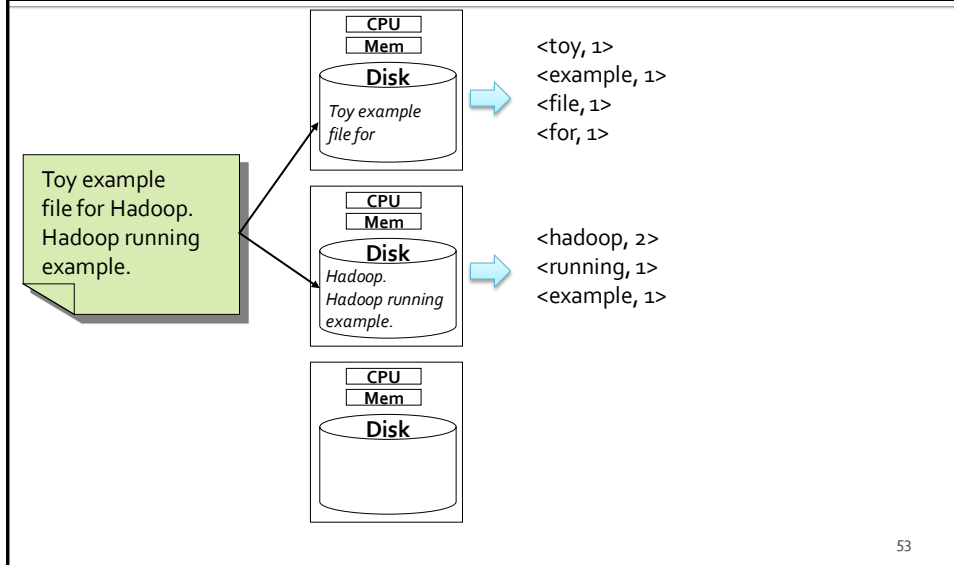 Toy example
file for Hadoop.
Hadoop running
example.
CPU
Mem
Disk
Toy example
file for
<toy, 1>
<example, 1>
<file, 1>
<for, 1>
CPU
Mem
Disk
Hadoop.
Hadoop running
example.
<hadoop, 2>
<running, 1>
<example, 1>
CPU
Mem
Disk
53